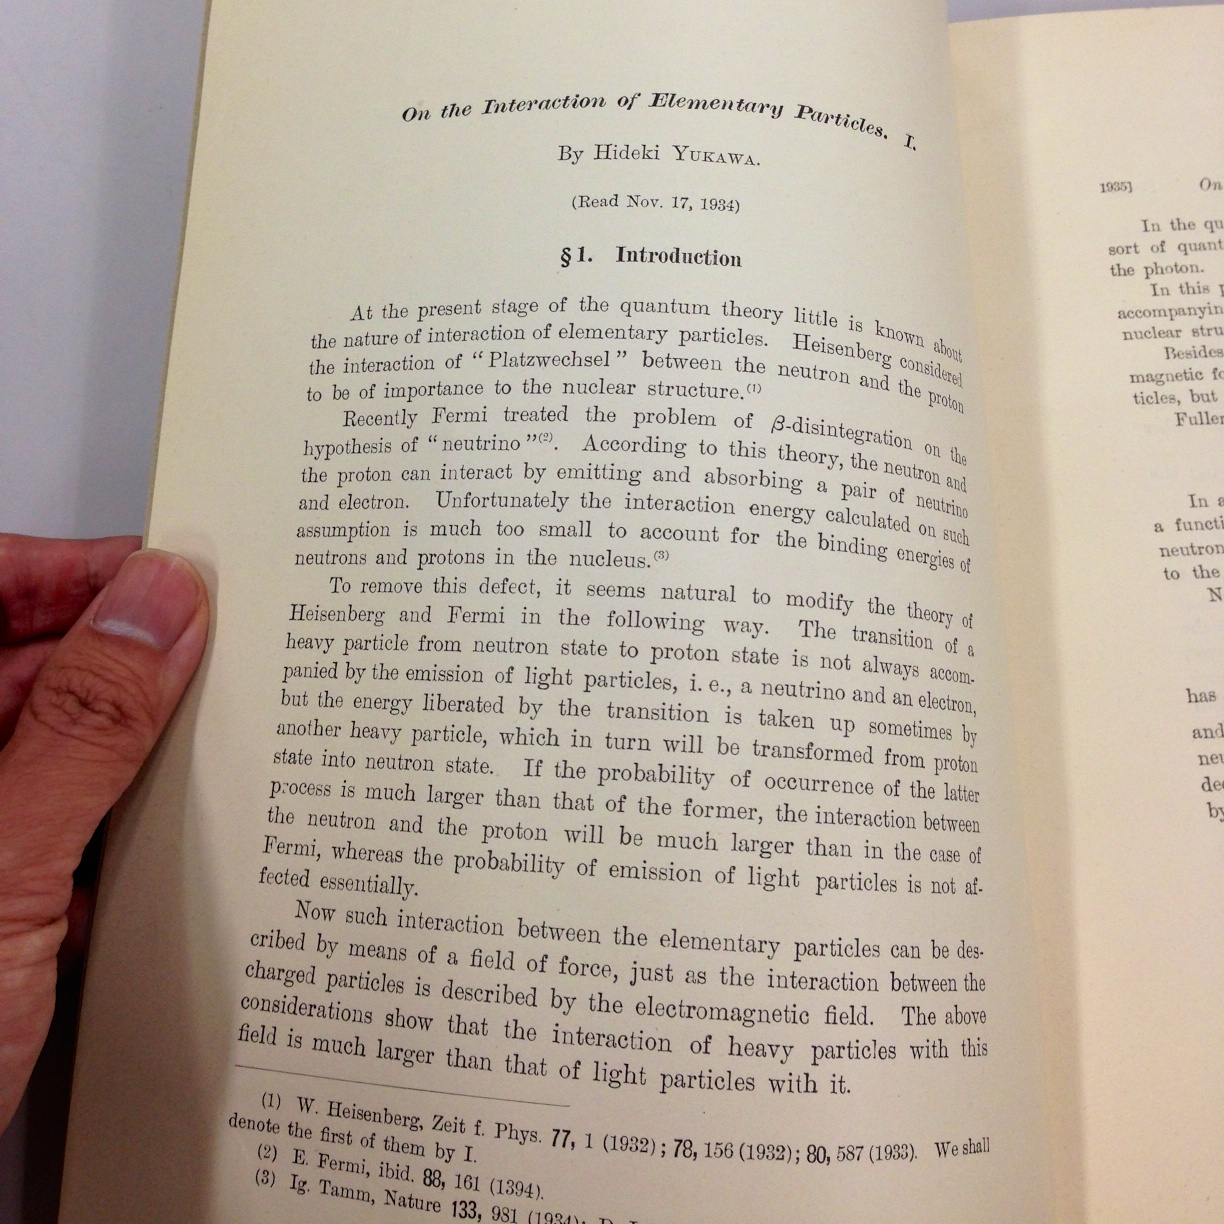 On the Interaction of Elementary Particles. I.
By Hideki YUKAWA.
(Read Nov. 17, 1934)
§ 1. Introduction
At the present stage of the quantum theory little is known about
the nature of interaction of elementary particles. Heisenberg considered
the interaction of “ Platzwechsel ” between the neutron and the proton
to be of importance to the nuclear structure.(1)
Recently Fermi treated the problem of β-disintegration on the
hypothesis of “ neutrino ”(2). According to this theory, the neutron and
the proton can interact by emitting and absorbing a pair of neutrino
and electron. Unfortunately the interaction energy calculated on such
assumption is much too small to account for the binding energies of
neutrons and protons in the nucleus.(3)
To remove this defect, it seems natural to modify the theory of
Heisenberg and Fermi in the following way. The transition of a
heavy particle from neutron state to proton state is not always accom-
panied by the emission of light particles, i. e., a neutrino and an electron,
but the energy liberated by the transition is taken up sometimes by
another heavy particle, which in turn will be transformed from proton
state into neutron state. If the probability of occurrence of the latter
process is much larger than that of the former, the interaction between
the neutron and the proton will be much larger than in the case of
Fermi, whereas the probability of emission of light particles is not af-
fected essentially.
Now such interaction between the elementary particles can be des-
cribed by means of a field of force, just as the interaction between the
charged particles is described by the electromagnetic field. The above
considerations show that the interaction of heavy particles with this
field is much larger than that of light particles with it.
(1) W. Heisenberg, Zeit f. Phys. 77, 1 (1932) ; 78, 156 (1932) ; 80, 587 (1933). We shall
denote the first of them by I.
(2) E. Fermi, ibid. 88, 161 (1394).
(3) Ig. Tamm, Nature 133, 981 (1934);
1935] On
In the qu
sort of quant
the photon.
In this p
accompanyin
nuclear stru
Besides
magnetic fo
ticles, but
Fuller
In a
a functi
neutron
to the
N
has
and
neu
dec
by